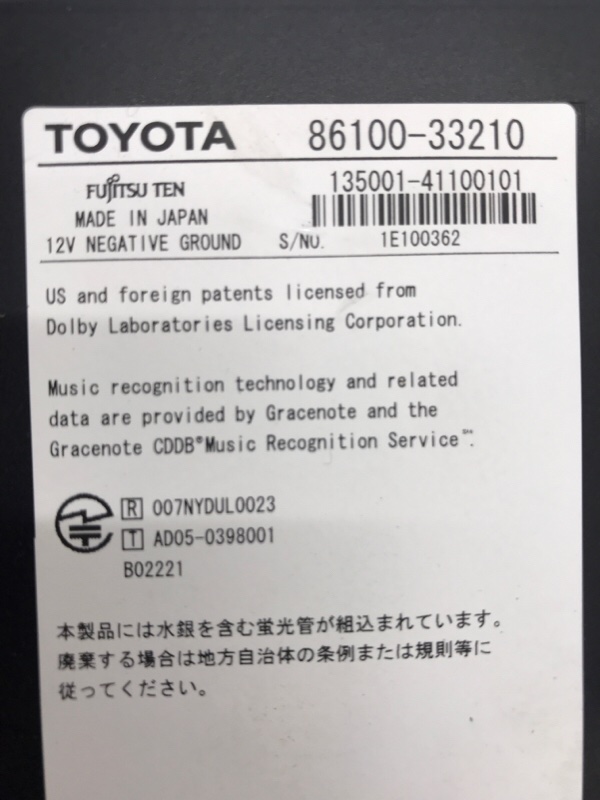 TOYOTA 86100-33210
FUJITSU TEN 135001-41100101
MADE IN JAPAN
12V NEGATIVE GROUND S/NO. 1E100362
US and foreign patents licensed from
Dolby Laboratories Licensing Corporation.
Music recognition technology and related
data are provided by Gracenote and the
Gracenote CDDB®Music Recognition Service℠.
R 007NYDUL0023
T AD05-0398001
B02221
本製品には水銀を含む蛍光管が組込まれています。
廃棄する場合は地方自治体の条例または規則等に
従ってください。